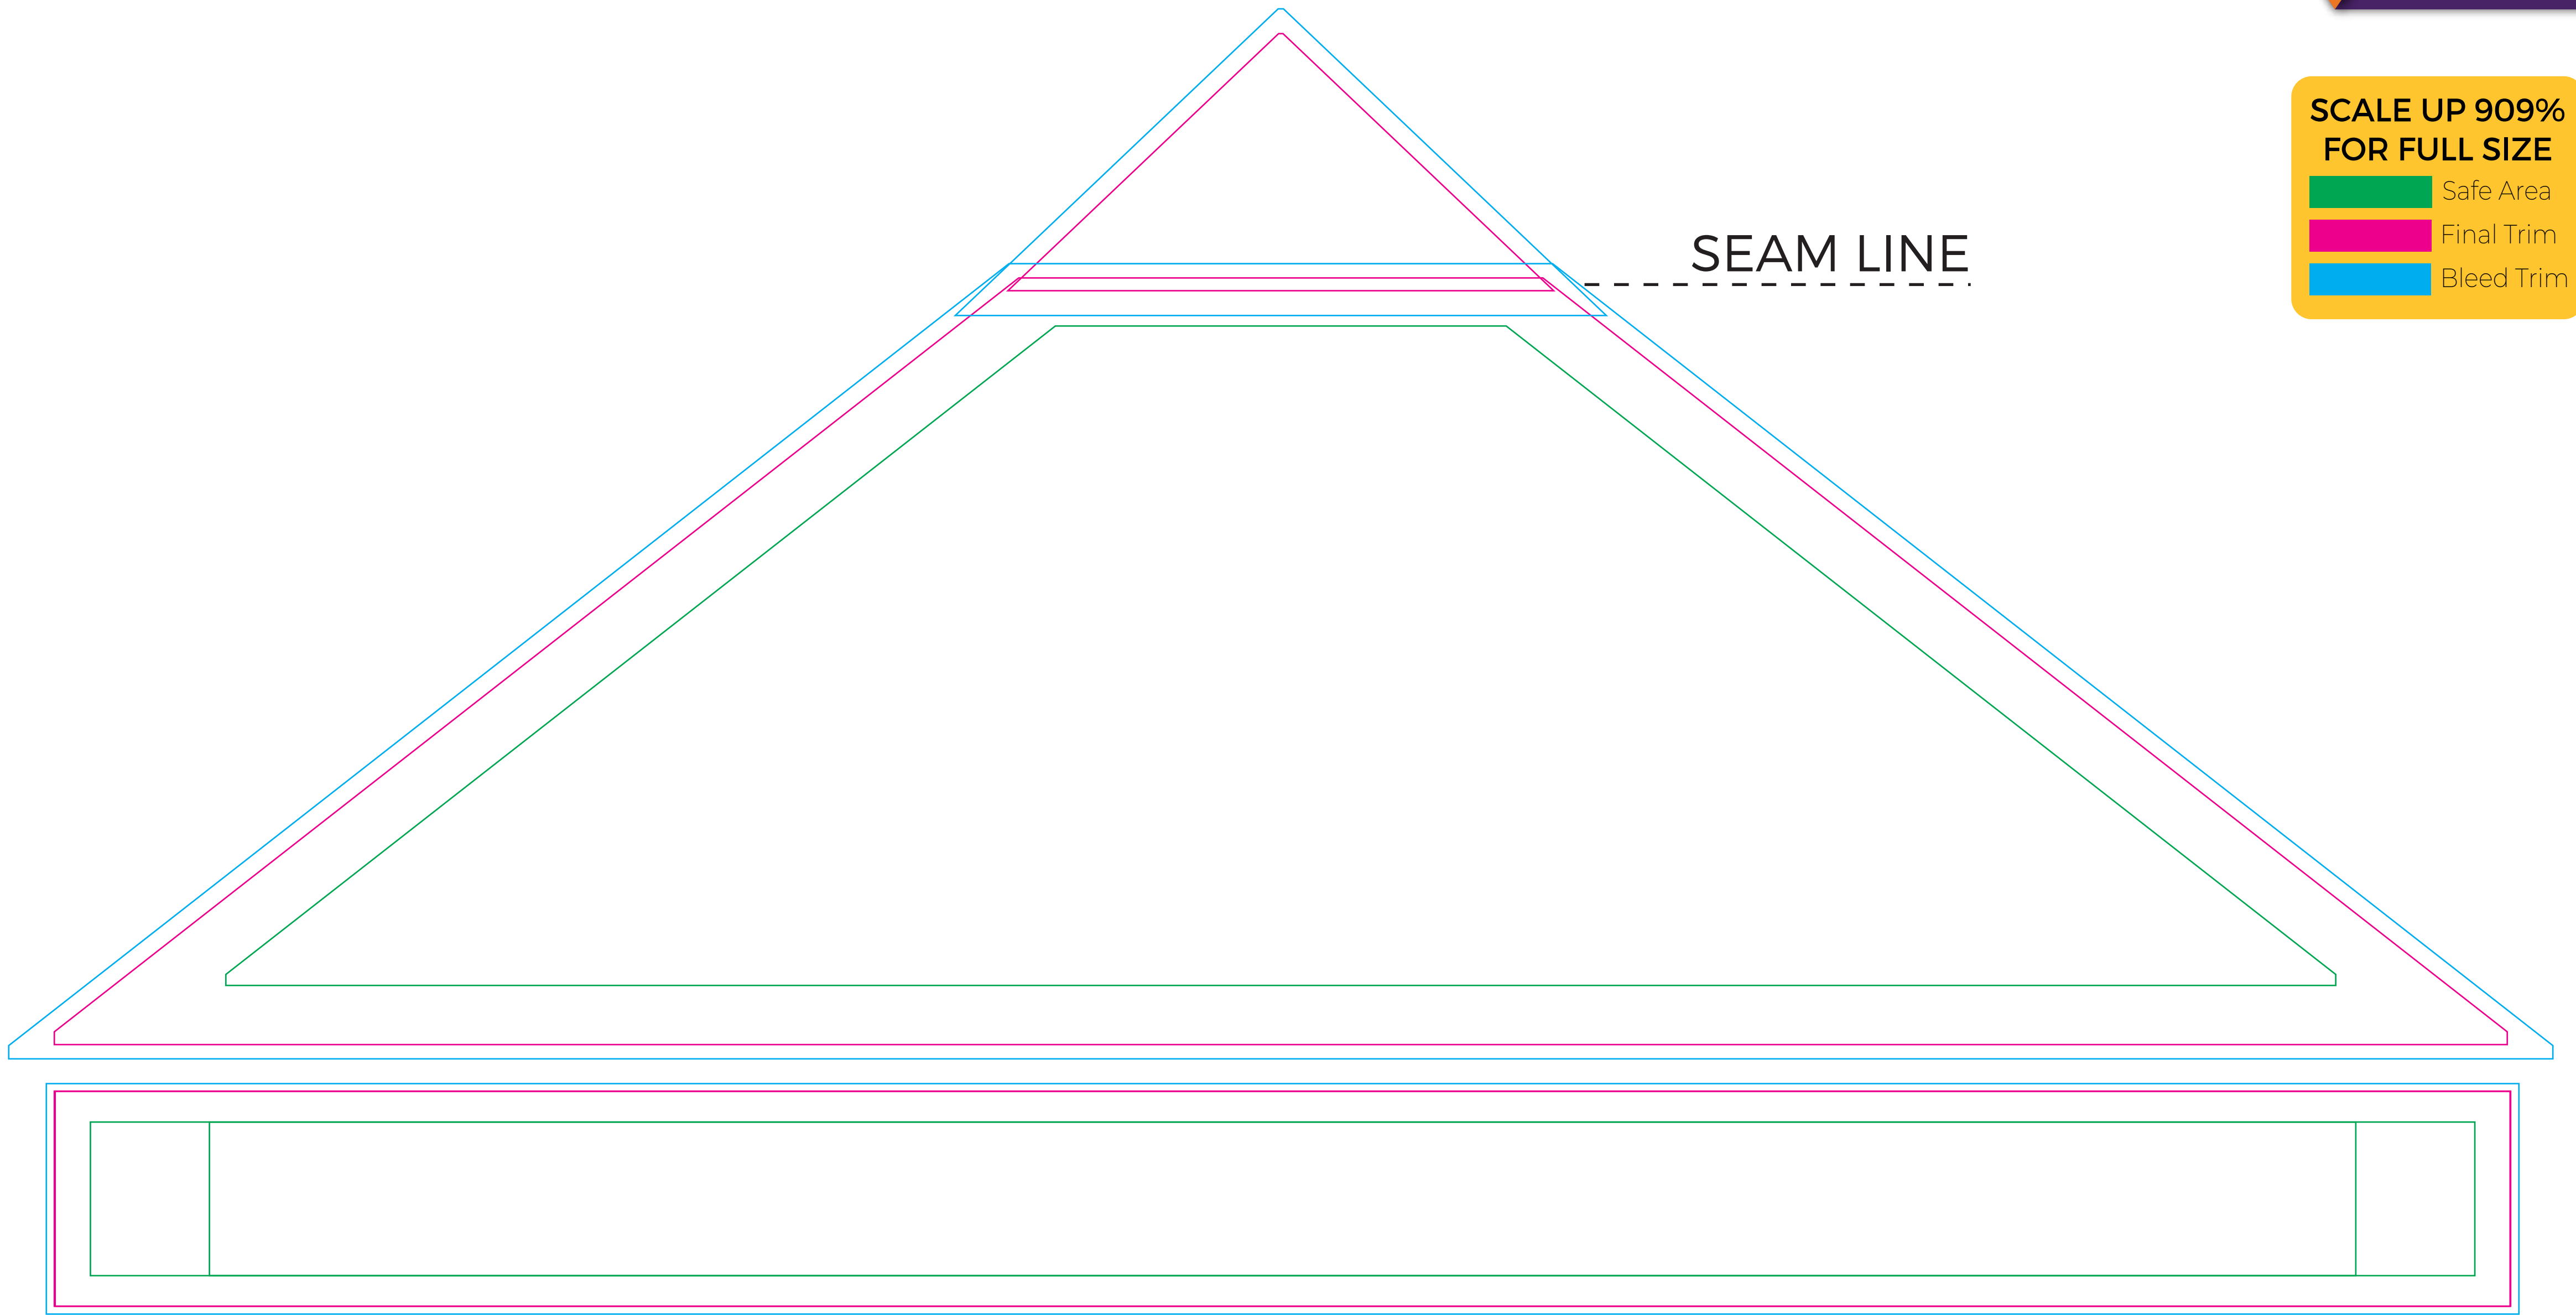 SCALE UP 909%
FOR FULL SIZE
Safe Area
Final Trim
Bleed Trim
SEAM LINE